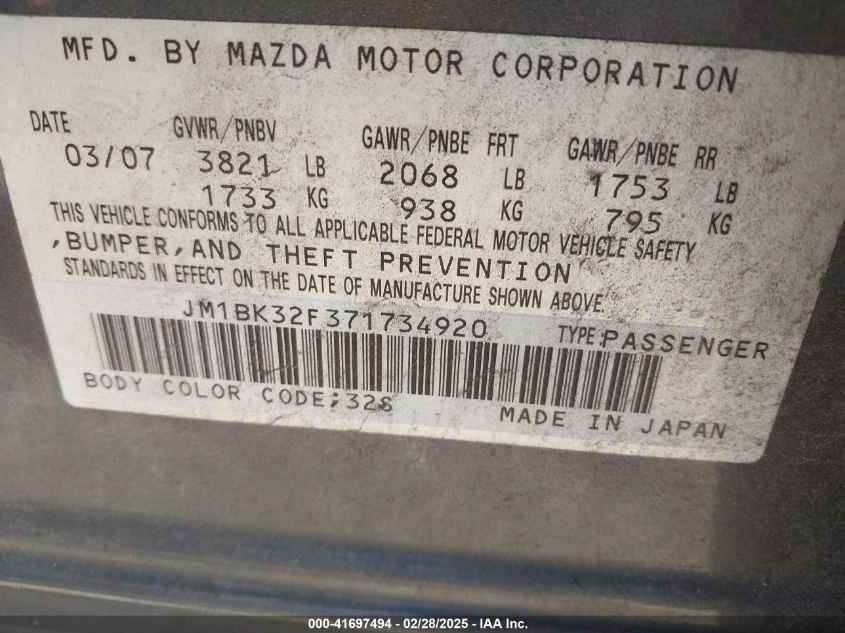 MFD. BY MAZDA MOTOR CORPORATION
DATE GVWR/PNBV GAWR/PNBE FRT GAWR/PNBE RR
03/07 3821 LB 2068 LB 1753 LB
1733 KG 938 KG 795 KG
THIS VEHICLE CONFORMS TO ALL APPLICABLE FEDERAL MOTOR VEHICLE SAFETY
,BUMPER,AND THEFT PREVENTION
STANDARDS IN EFFECT ON THE DATE OF MANUFACTURE SHOWN ABOVE.
JM1BK32F371734920 TYPE:PASSENGER
BODY COLOR CODE;32S
MADE IN JAPAN
000-41697494 - 02/28/2025 - IAA Inc.